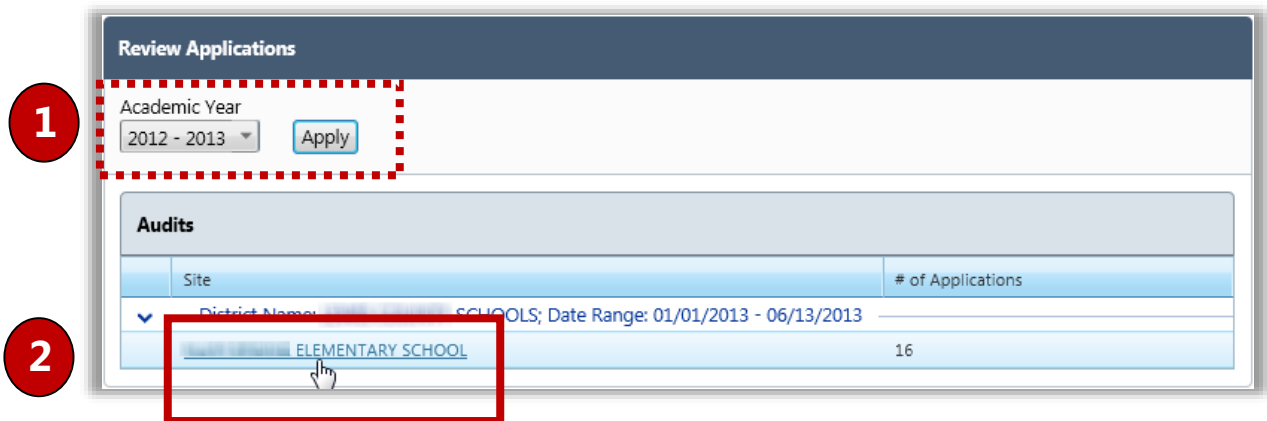 Review Applications
1
Academic Year
2012 - 2013
Apply
Audits
Site
# of Applications
District Name: SCHOOLS; Date Range: 01/01/2013 - 06/13/2013
2
ELEMENTARY SCHOOL
16